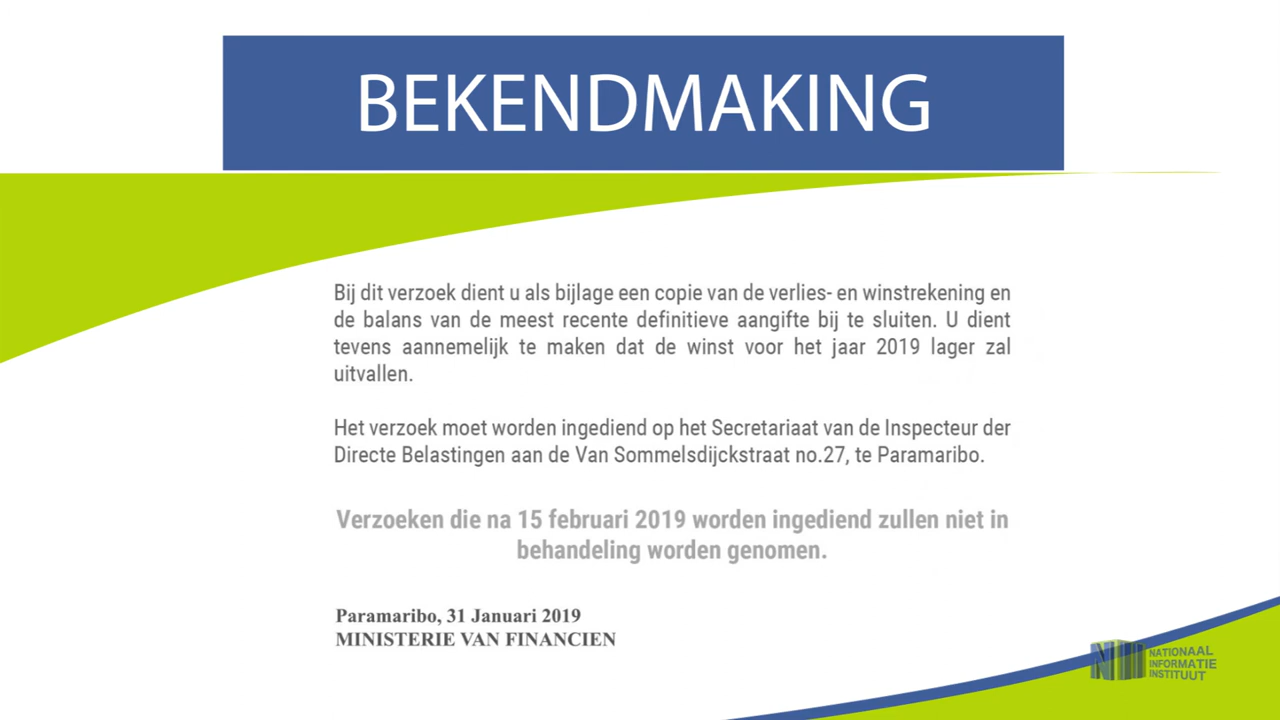 BEKENDMAKING
Bij dit verzoek dient u als bijlage een copie van de verlies- en winstrekening en
de balans van de meest recente definitieve aangifte bij te sluiten. U dient
tevens aannemelijk te maken dat de winst voor het jaar 2019 lager zal
uitvallen.
Het verzoek moet worden ingediend op het Secretariaat van de Inspecteur der
Directe Belastingen aan de Van Sommelsdijckstraat no.27, te Paramaribo.
Verzoeken die na 15 februari 2019 worden ingediend zullen niet in
behandeling worden genomen.
Paramaribo, 31 Januari 2019
MINISTERIE VAN FINANCIEN
NII
NATIONAAL
INFORMATIE
INSTITUUT